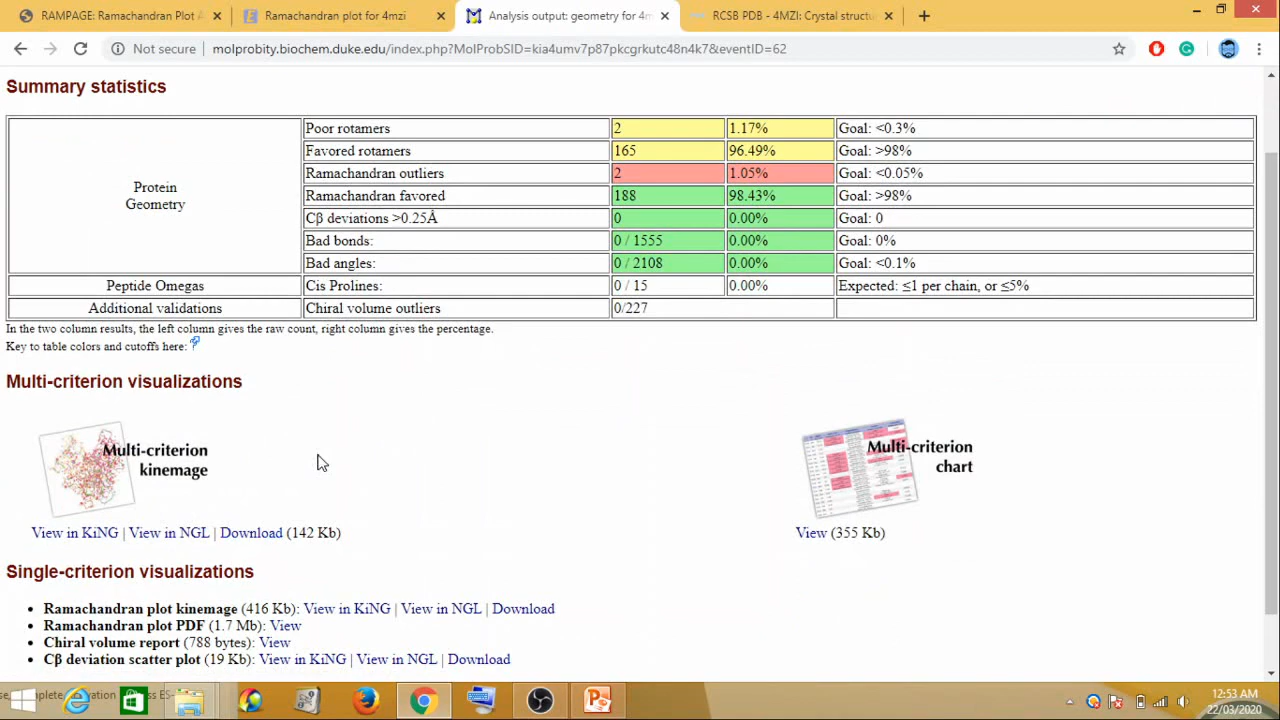 RAMPAGE: Ramachandran Plot A
Ramachandran plot for 4mzi
Analysis output: geometry for 4m
RCSB PDB - 4MZI: Crystal structu
Not secure
molprobity.biochem.duke.edu/index.php?MolProbSID=kia4umv7p87pkcgrkutc48n4k7&eventID=62
Summary statistics
Protein Geometry
Poor rotamers 2 1.17% Goal: <0.3%
Favored rotamers 165 96.49% Goal: >98%
Ramachandran outliers 2 1.05% Goal: <0.05%
Ramachandran favored 188 98.43% Goal: >98%
Cβ deviations >0.25Å 0 0.00% Goal: 0
Bad bonds: 0 / 1555 0.00% Goal: 0%
Bad angles: 0 / 2108 0.00% Goal: <0.1%
Peptide Omegas Cis Prolines: 0 / 15 0.00% Expected: ≤1 per chain, or ≤5%
Additional validations Chiral volume outliers 0/227
In the two column results, the left column gives the raw count, right column gives the percentage.
Key to table colors and cutoffs here:
Multi-criterion visualizations
Multi-criterion
kinemage
Multi-criterion
chart
View in KiNG | View in NGL | Download (142 Kb)
View (355 Kb)
Single-criterion visualizations
Ramachandran plot kinemage (416 Kb): View in KiNG | View in NGL | Download
Ramachandran plot PDF (1.7 Mb): View
Chiral volume report (788 bytes): View
Cβ deviation scatter plot (19 Kb): View in KiNG | View in NGL | Download
12:53 AM
22/03/2020